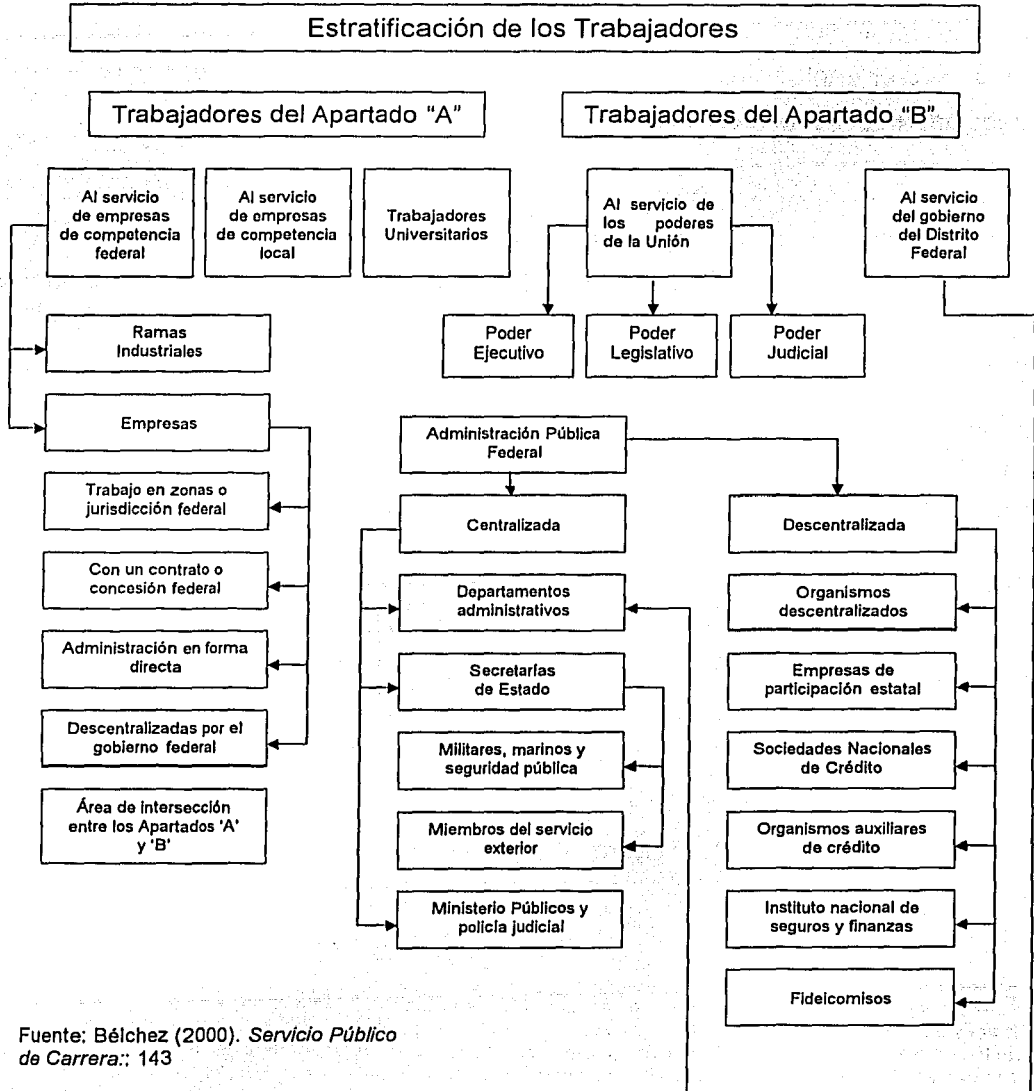 Estratificación de los Trabajadores
Trabajadores del Apartado "A"
Trabajadores del Apartado "B"
Al servicio
de empresas
de competencia
federal
Al servicio
de empresas
de competencia
local
Trabajadores
Universitarios
Al servicio de
los poderes
de la Unión
Al servicio
del gobierno
del Distrito
Federal
Ramas
Industriales
Poder
Ejecutivo
Poder
Legislativo
Poder
Judicial
Empresas
Administración Pública
Federal
Trabajo en zonas o
jurisdicción federal
Centralizada
Descentralizada
Con un contrato o
concesión federal
Departamentos
administrativos
Organismos
descentralizados
Administración en forma
directa
Secretarías
de Estado
Empresas de
participación estatal
Descentralizadas por el
gobierno federal
Militares, marinos y
seguridad pública
Sociedades Nacionales
de Crédito
Área de intersección
entre los Apartados 'A'
y 'B'
Miembros del servicio
exterior
Organismos auxiliares
de crédito
Ministerio Públicos y
policía judicial
Instituto nacional de
seguros y finanzas
Fideicomisos
Fuente: Bélchez (2000). Servicio Público
de Carrera:: 143